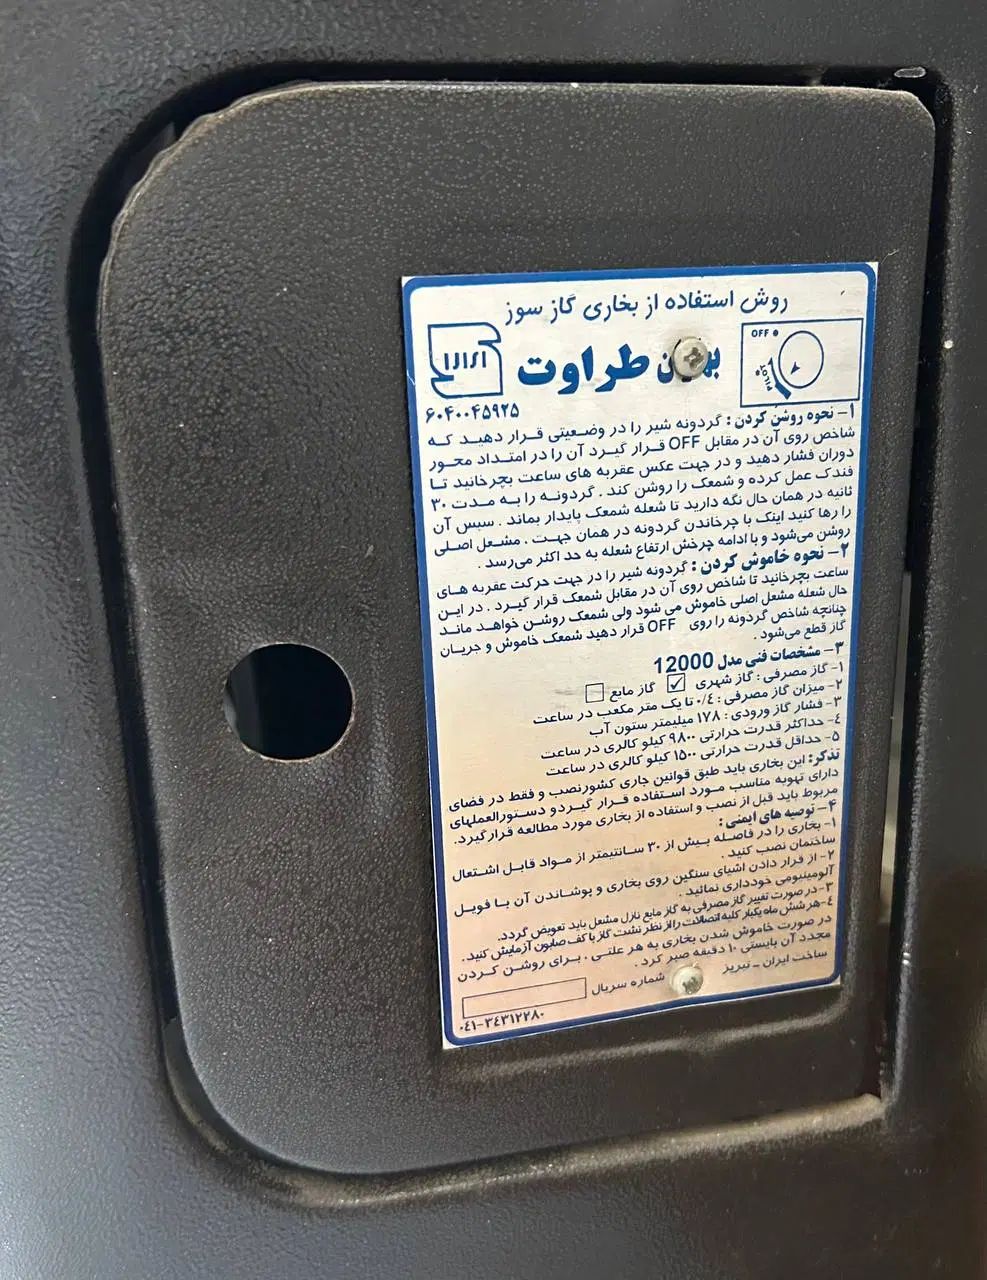 روش استفاده از بخاری گاز سوز
OFF
PILOT
طراوت
۶۰۴۰۰۴۵۹۲۵
۱- نحوه روشن کردن : گردونه شیر را در وضعیتی قرار دهید که
شاخص روی آن در مقابل OFF قرار گیرد آن را در امتداد محور
دوران فشار دهید و در جهت عکس عقربه های ساعت بچرخانید تا
فندک عمل کرده و شمعک را روشن کند . گردونه را به مدت ۳۰
ثانیه در همان حال نگه دارید تا شعله شمعک پایدار بماند . سپس آن
را رها کنید اینک با چرخاندن گردونه در همان جهت ، مشعل اصلی
روشن می‌شود و با ادامه چرخش ارتفاع شعله به حد اکثر می‌رسد .
۲- نحوه خاموش کردن : گردونه شیر را در جهت حرکت عقربه های
ساعت بچرخانید تا شاخص روی آن در مقابل شمعک قرار گیرد . در این
حال شعله مشعل اصلی خاموش می شود ولی شمعک روشن خواهد ماند
چنانچه شاخص گردونه را روی OFF قرار دهید شمعک خاموش و جریان
گاز قطع می‌شود .
۳- مشخصات فنی مدل 12000
۱- گاز مصرفی : گاز شهری ☑ گاز مایع ☐
۲- میزان گاز مصرفی : ۰/۴ تا یک متر مکعب در ساعت
۳- فشار گاز ورودی : ۱۷۸ میلیمتر ستون آب
۴- حداکثر قدرت حرارتی ۹۸۰۰ کیلو کالری در ساعت
۵- حداقل قدرت حرارتی ۱۵۰۰ کیلو کالری در ساعت
تذکر: این بخاری باید طبق قوانین جاری کشور نصب و فقط در فضای
دارای تهویه مناسب مورد استفاده قرار گیرد و دستورالعملهای
مربوط باید قبل از نصب و استفاده از بخاری مورد مطالعه قرار گیرد.
۴- توصیه های ایمنی :
۱- بخاری را در فاصله بیش از ۳۰ سانتیمتر از مواد قابل اشتعال
ساختمان نصب کنید .
۲- از قرار دادن اشیای سنگین روی بخاری و پوشاندن آن با فویل
آلومینیومی خودداری نمائید .
۳- در صورت تغییر گاز مصرفی به گاز مایع نازل مشعل باید تعویض گردد.
۴- هر شش ماه یکبار کلیه اتصالات را از نظر نشت گاز با کف صابون آزمایش کنید .
در صورت خاموش شدن بخاری به هر علتی ، برای روشن کردن
مجدد آن بایستی ۱۰ دقیقه صبر کرد .
ساخت ایران ـ تبریز شماره سریال
۰۴۱-۳۴۳۱۲۲۸۰